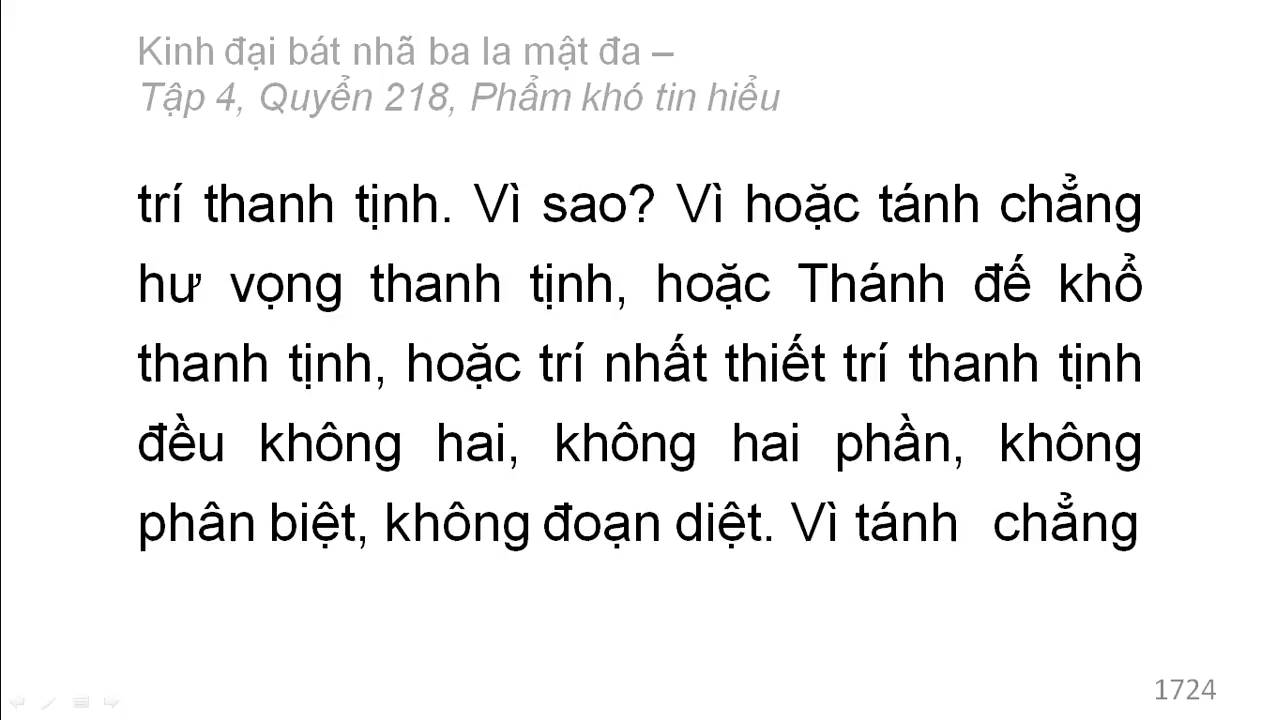 Kinh đại bát nhã ba la mật đa –
Tập 4, Quyển 218, Phẩm khó tin hiểu
trí thanh tịnh. Vì sao? Vì hoặc tánh chẳng
hư vọng thanh tịnh, hoặc Thánh đế khổ
thanh tịnh, hoặc trí nhất thiết trí thanh tịnh
đều không hai, không hai phần, không
phân biệt, không đoạn diệt. Vì tánh chẳng
1724